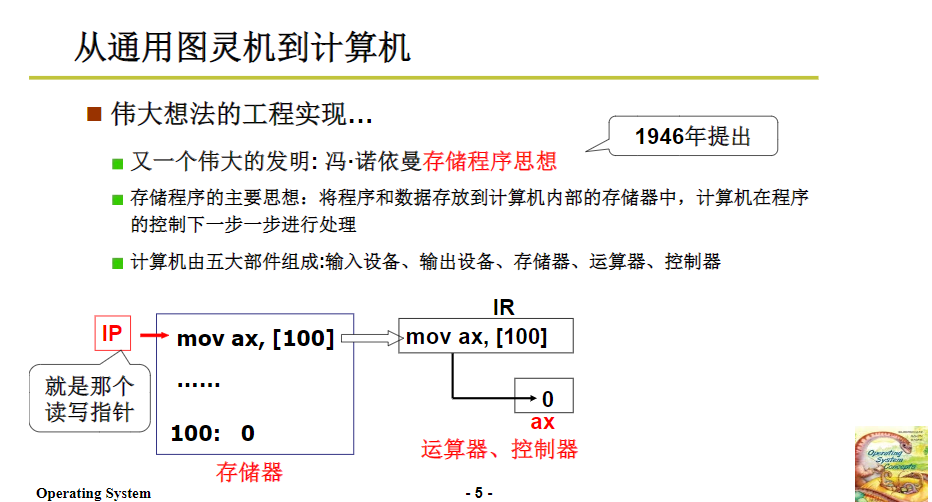 从通用图灵机到计算机
伟大想法的工程实现…
1946年提出
又一个伟大的发明: 冯·诺依曼存储程序思想
存储程序的主要思想：将程序和数据存放到计算机内部的存储器中，计算机在程序
的控制下一步一步进行处理
计算机由五大部件组成:输入设备、输出设备、存储器、运算器、控制器
IR
IP
mov ax, [100]
mov ax, [100]
就是那个
读写指针
……
0
ax
100: 0
运算器、控制器
存储器
Operating System
- 5 -
Operating
System
Concepts